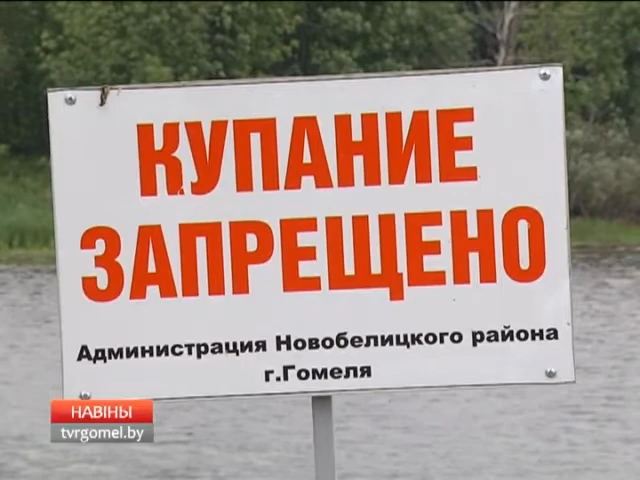 КУПАНИЕ
ЗАПРЕЩЕНО
Администрация Новобелицкого района
г.Гомеля
НАВІНЫ
tvrgomel.by